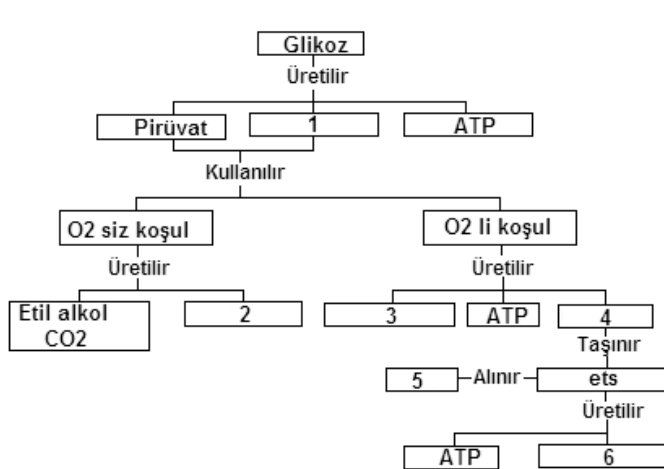 Glikoz
Üretilir
Pirüvat
1
ATP
Kullanılır
O2 siz koşul
O2 li koşul
Üretilir
Üretilir
Etil alkol
CO2
2
3
ATP
4
Taşınır
5
Alınır
ets
Üretilir
ATP
6